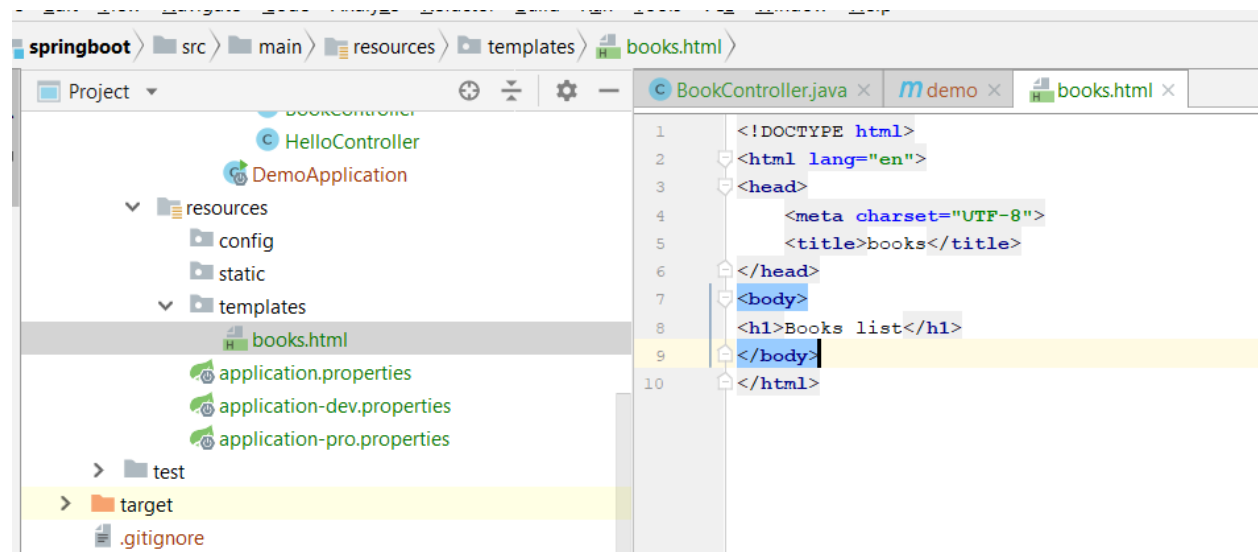 springboot src main resources templates books.html
Project
BookController.java demo books.html
BookController
HelloController
DemoApplication
resources
config
static
templates
books.html
application.properties
application-dev.properties
application-pro.properties
test
target
.gitignore
1 <!DOCTYPE html>
2 <html lang="en">
3 <head>
4 <meta charset="UTF-8">
5 <title>books</title>
6 </head>
7 <body>
8 <h1>Books list</h1>
9 </body>
10 </html>